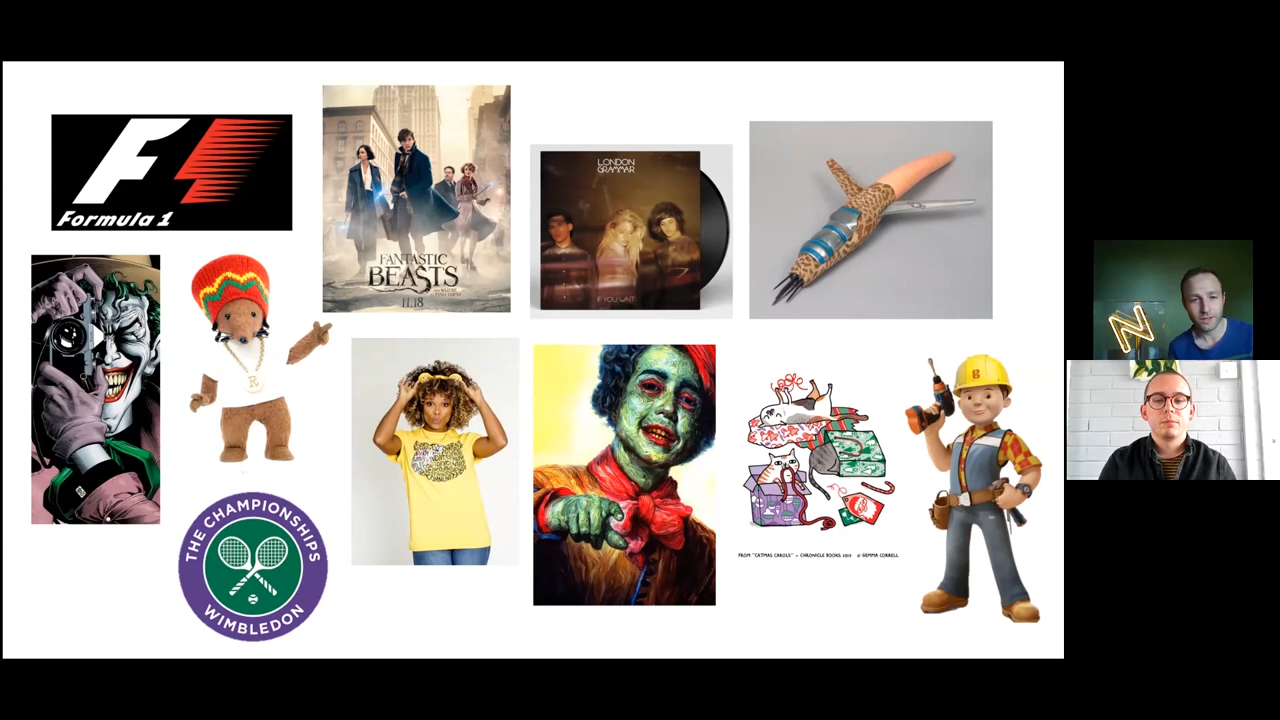 Formula 1
FANTASTIC
BEASTS
11.18
LONDON
GRAMMAR
IF YOU WAIT
R
THE CHAMPIONSHIPS
WIMBLEDON
FROM "CATMAS CAROLS" - CHRONICLE BOOKS
© GEMMA CORRELL
B
N